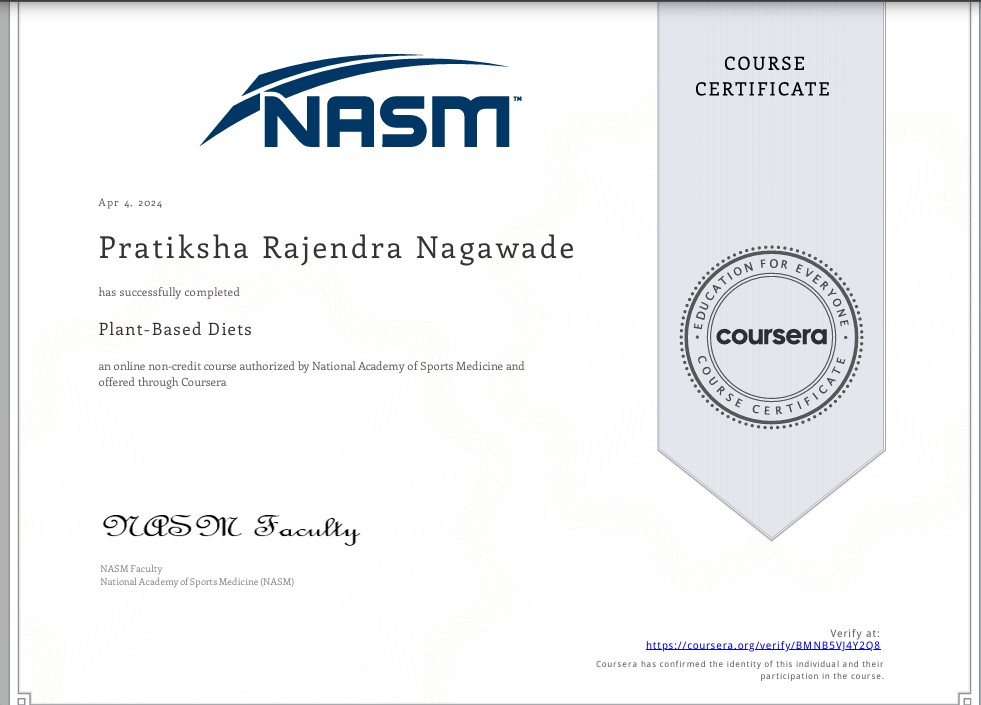 NASM™
COURSE
CERTIFICATE
Apr 4, 2024
Pratiksha Rajendra Nagawade
has successfully completed
Plant-Based Diets
an online non-credit course authorized by National Academy of Sports Medicine and
offered through Coursera
EDUCATION FOR EVERYONE
coursera
COURSE CERTIFICATE
NASM Faculty
NASM Faculty
National Academy of Sports Medicine (NASM)
Verify at:
https://coursera.org/verify/BMNB5VJ4Y2Q8
Coursera has confirmed the identity of this individual and their
participation in the course.